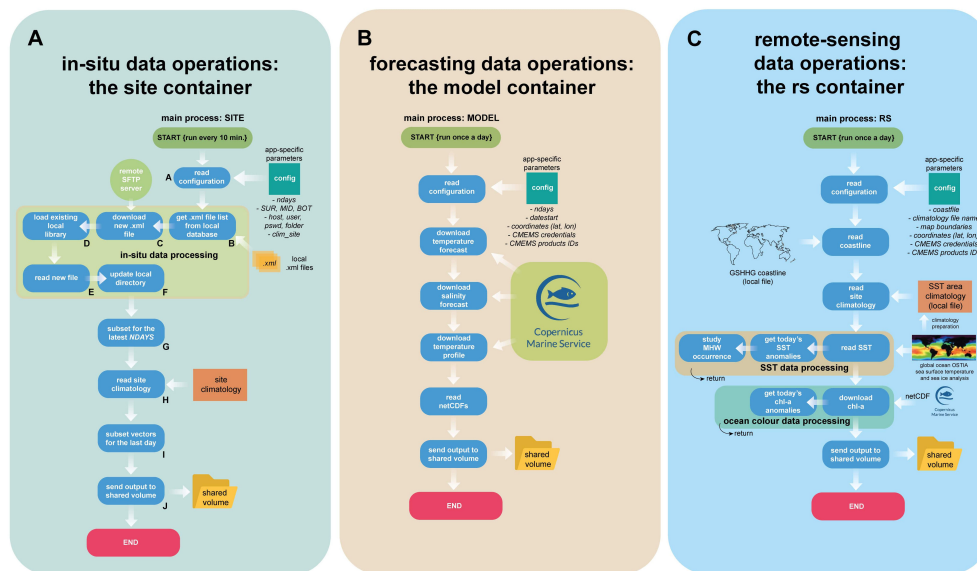 A
in-situ data operations:
the site container
main process: SITE
START {run every 10 min.}
remote
SFTP
server
A
read
configuration
app-specific
parameters
config
- ndays
- SUR, MID, BOT
- host, user,
pswd, folder
- clim_site
load existing
local
library
D
download
new .xml
file
C
get .xml file list
from local
database
B
in-situ data processing
.xml
local
.xml files
read new file
E
update local
directory
F
subset for the
latest NDAYS
G
read site
climatology
H
site
climatology
subset vectors
for the last day
I
send output to
shared volume
J
shared
volume
END
B
forecasting data operations:
the model container
main process: MODEL
START {run once a day}
read
configuration
app-specific
parameters
config
- ndays
- datestart
- coordinates (lat, lon)
- CMEMS credentials
- CMEMS products IDs
download
temperature
forecast
download
salinity
forecast
download
temperature
profile
Copernicus
Marine Service
read
netCDFs
send output to
shared volume
shared
volume
END
C
remote-sensing
data operations:
the rs container
main process: RS
START {run once a day}
read
configuration
app-specific
parameters
config
- coastfile
- climatology file name
- map boundaries
- coordinates (lat, lon)
- CMEMS credentials
- CMEMS products IDs
read
coastline
GSHHG coastline
(local file)
read
site
climatology
SST area
climatology
(local file)
climatology
preparation
study
MHW
occurrence
get today's
SST
anomalies
read SST
SST data processing
return
global ocean OSTIA
sea surface temperature
and sea ice analysis
get today's
chl-a
anomalies
download
chl-a
netCDF
Copernicus
Marine Service
ocean colour data processing
return
send output to
shared volume
shared
volume
END